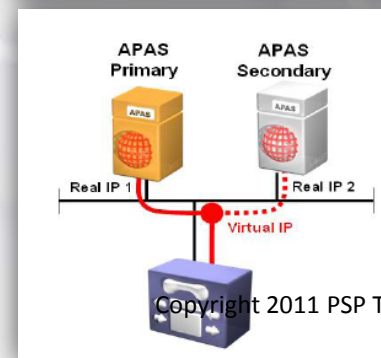 APAS
Primary
APAS
Secondary
APAS
APAS
Real IP 1
Real IP 2
Virtual IP
Copyright 2011 PSP T